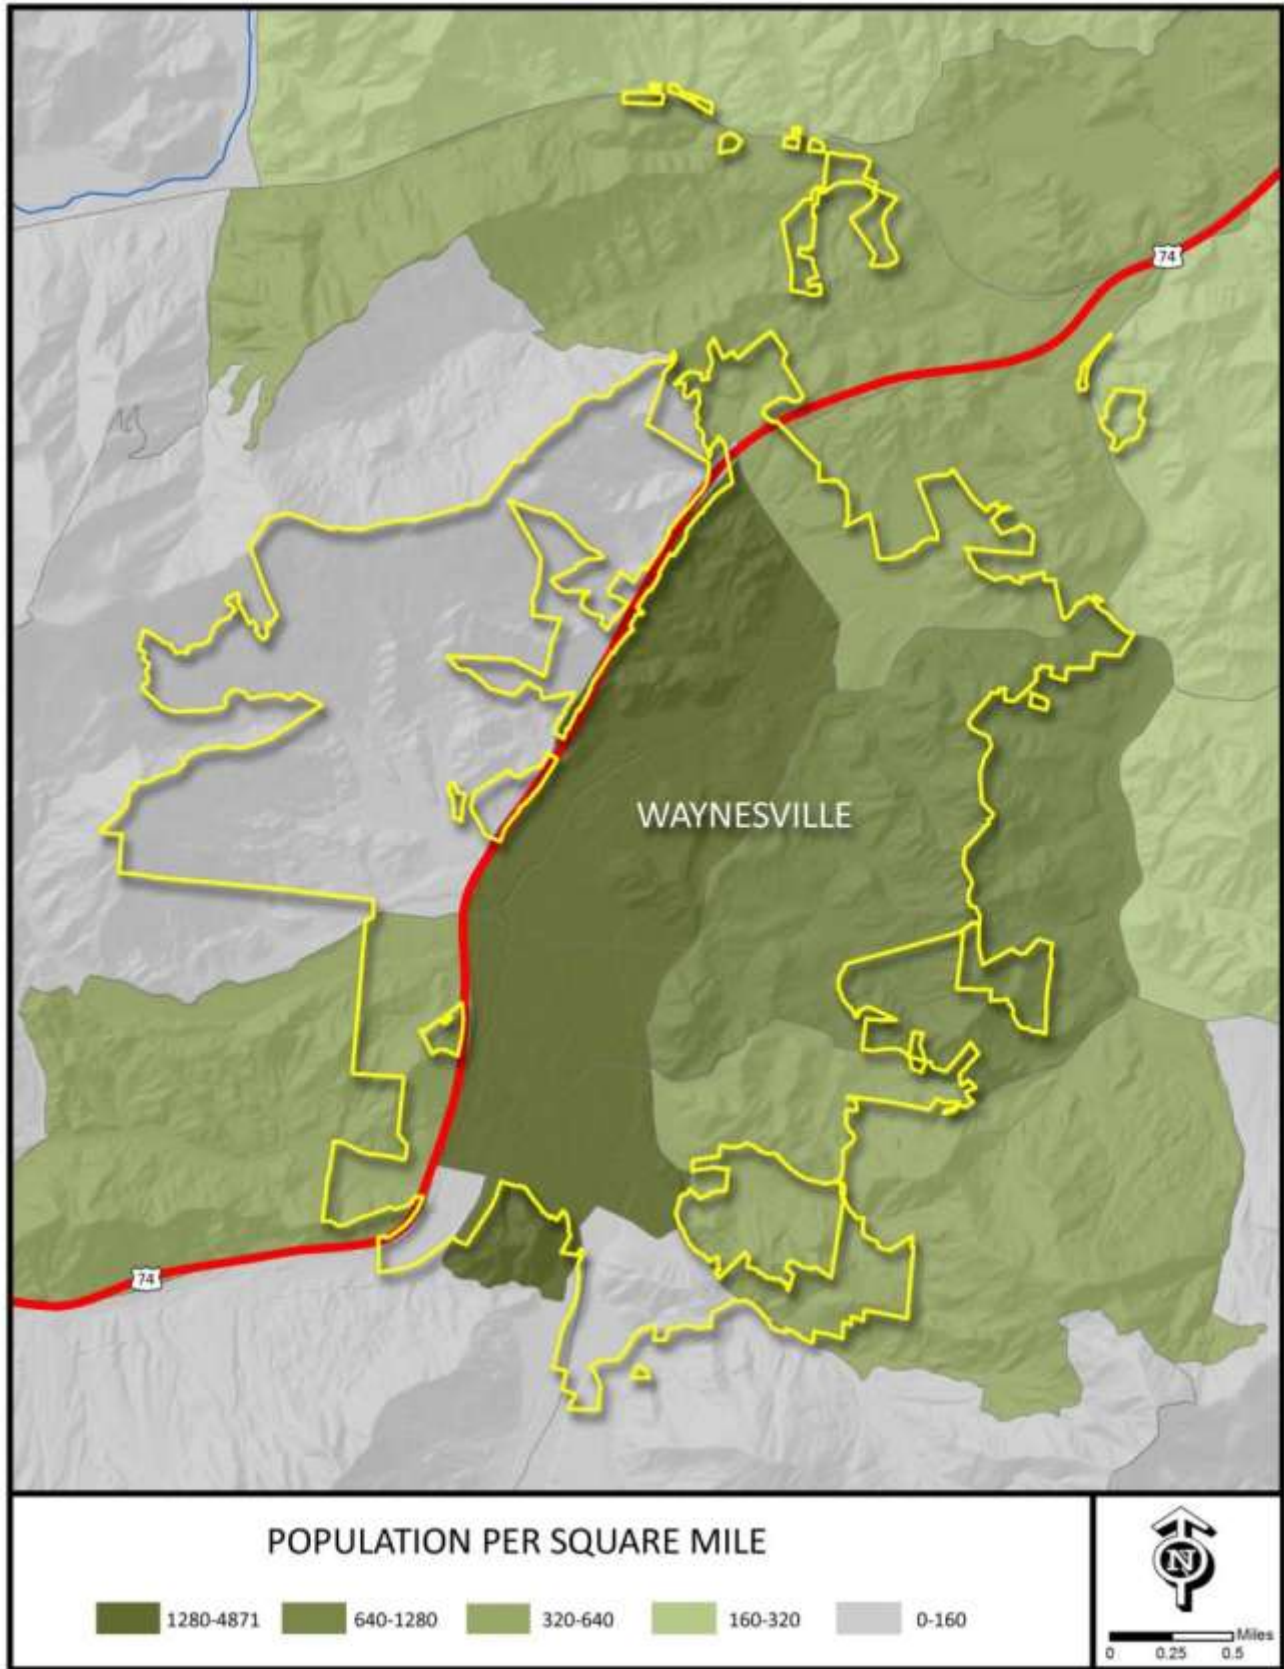 74
WAYNESVILLE
74
POPULATION PER SQUARE MILE
1280-4871 640-1280 320-640 160-320 0-160
N
Miles
0 0.25 0.5